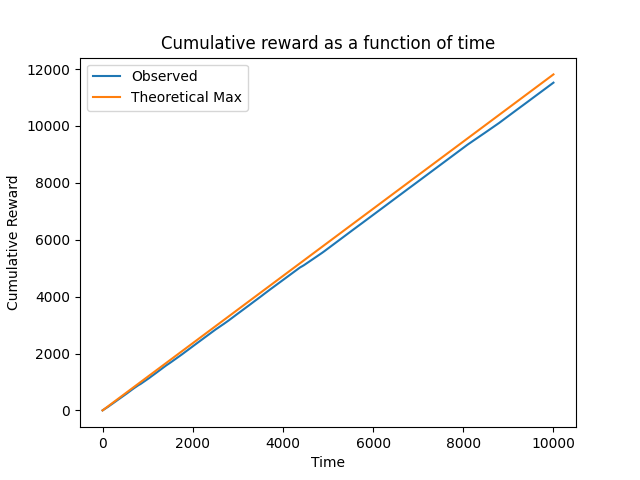 Cumulative reward as a function of time
Observed
Theoretical Max
12000
10000
8000
6000
4000
2000
0
Cumulative Reward
0 2000 4000 6000 8000 10000
Time